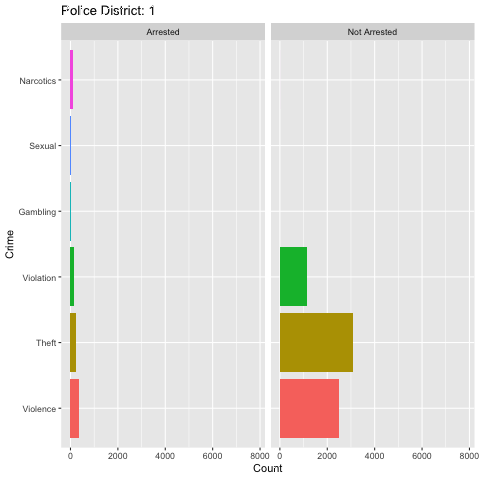 Police District: 1
Arrested
Not Arrested
Crime
Narcotics
Sexual
Gambling
Violation
Theft
Violence
0 2000 4000 6000 8000
0 2000 4000 6000 8000
Count